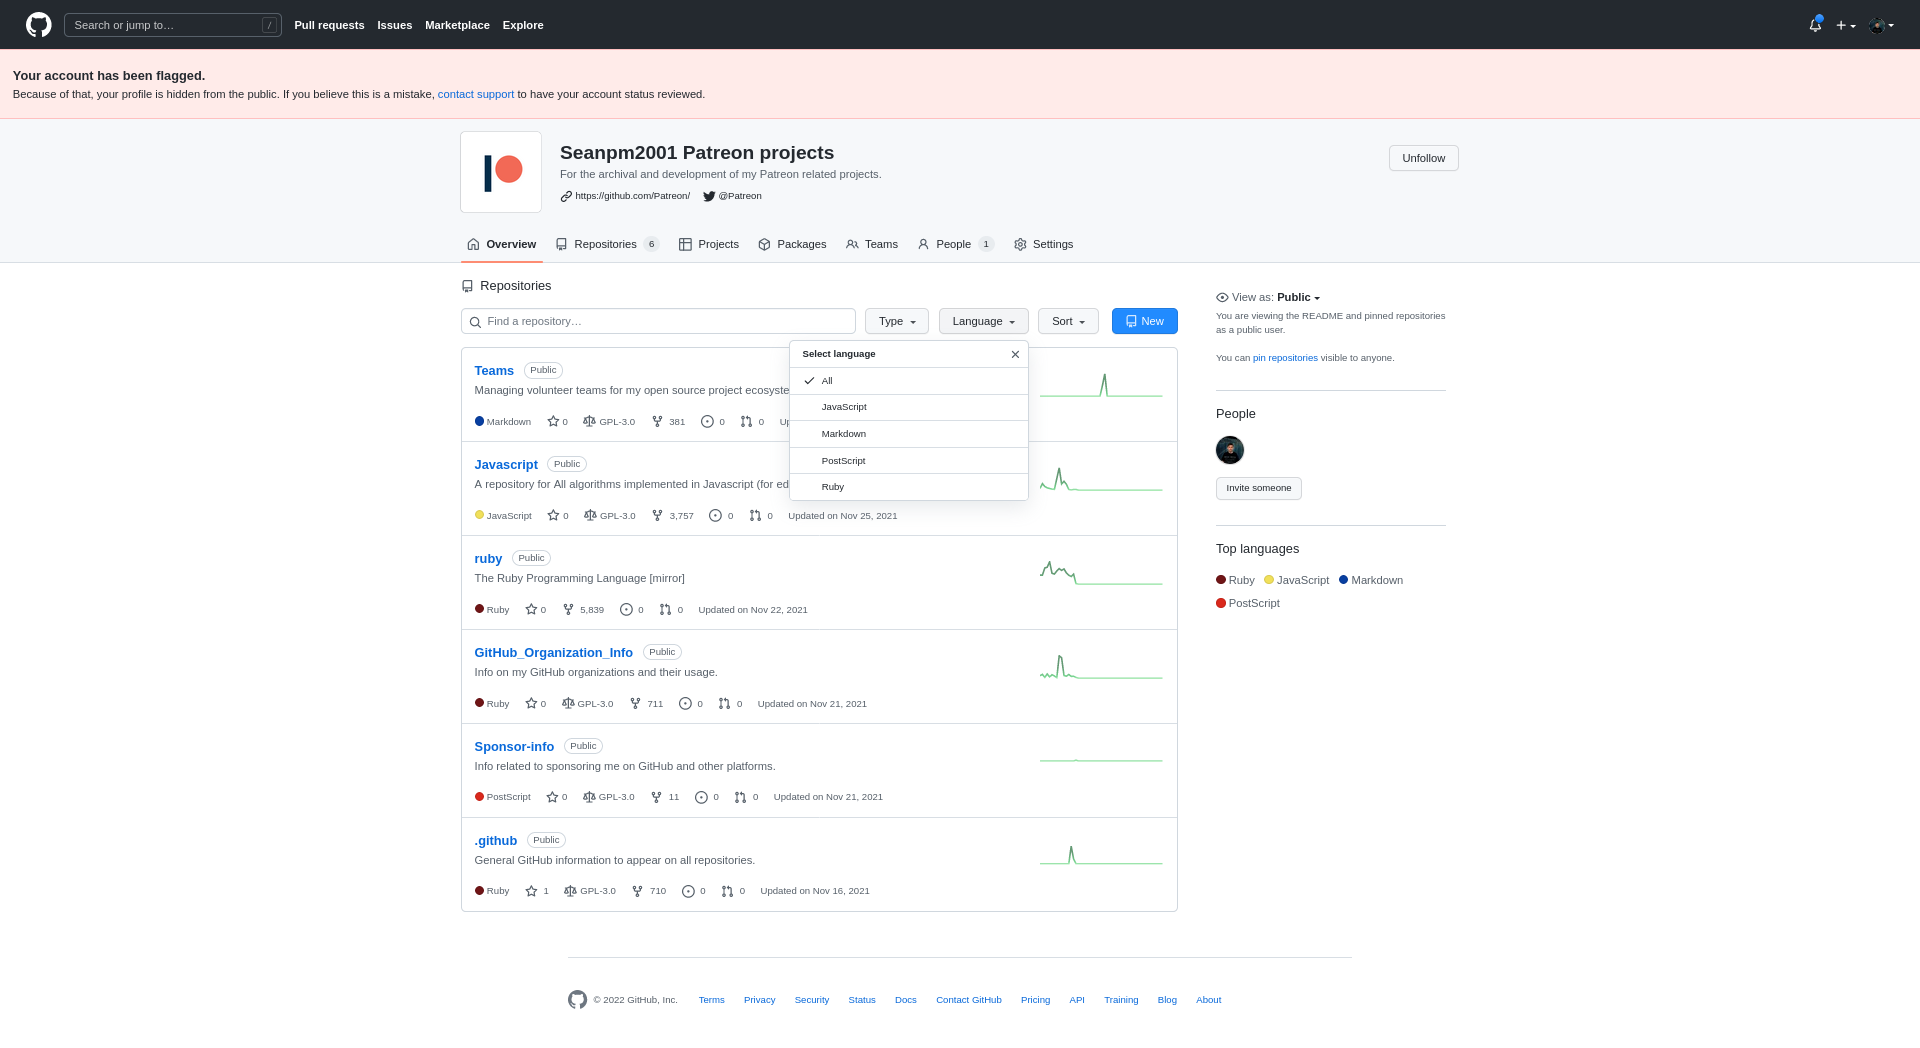 Search or jump to…
/
Pull requests Issues Marketplace Explore
Your account has been flagged.
Because of that, your profile is hidden from the public. If you believe this is a mistake, contact support to have your account status reviewed.
Seanpm2001 Patreon projects
For the archival and development of my Patreon related projects.
https://github.com/Patreon/ @Patreon
Unfollow
Overview Repositories 6 Projects Packages Teams People 1 Settings
Repositories
Find a repository…
Type Language Sort New
Select language
All
JavaScript
Markdown
PostScript
Ruby
Teams Public
Managing volunteer teams for my open source project ecosyste
Markdown 0 GPL-3.0 381 0 0
Javascript Public
A repository for All algorithms implemented in Javascript (for ed
JavaScript 0 GPL-3.0 3,757 0 0 Updated on Nov 25, 2021
ruby Public
The Ruby Programming Language [mirror]
Ruby 0 5,839 0 0 Updated on Nov 22, 2021
GitHub_Organization_Info Public
Info on my GitHub organizations and their usage.
Ruby 0 GPL-3.0 711 0 0 Updated on Nov 21, 2021
Sponsor-info Public
Info related to sponsoring me on GitHub and other platforms.
PostScript 0 GPL-3.0 11 0 0 Updated on Nov 21, 2021
.github Public
General GitHub information to appear on all repositories.
Ruby 1 GPL-3.0 710 0 0 Updated on Nov 16, 2021
View as: Public
You are viewing the README and pinned repositories
as a public user.
You can pin repositories visible to anyone.
People
Invite someone
Top languages
Ruby JavaScript Markdown
PostScript
© 2022 GitHub, Inc. Terms Privacy Security Status Docs Contact GitHub Pricing API Training Blog About